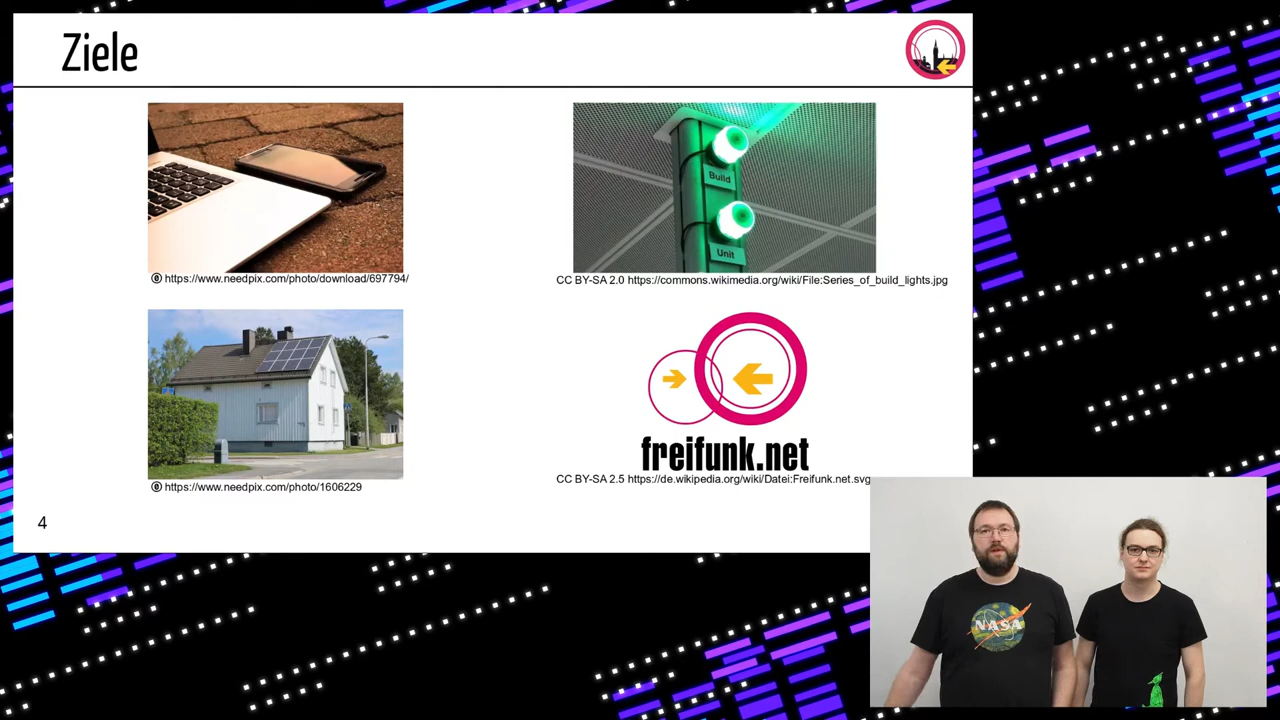 Ziele
Build
Unit
https://www.needpix.com/photo/download/697794/
CC BY-SA 2.0 https://commons.wikimedia.org/wiki/File:Series_of_build_lights.jpg
freifunk.net
https://www.needpix.com/photo/1606229
CC BY-SA 2.5 https://de.wikipedia.org/wiki/Datei:Freifunk.net.svg
4
NASA